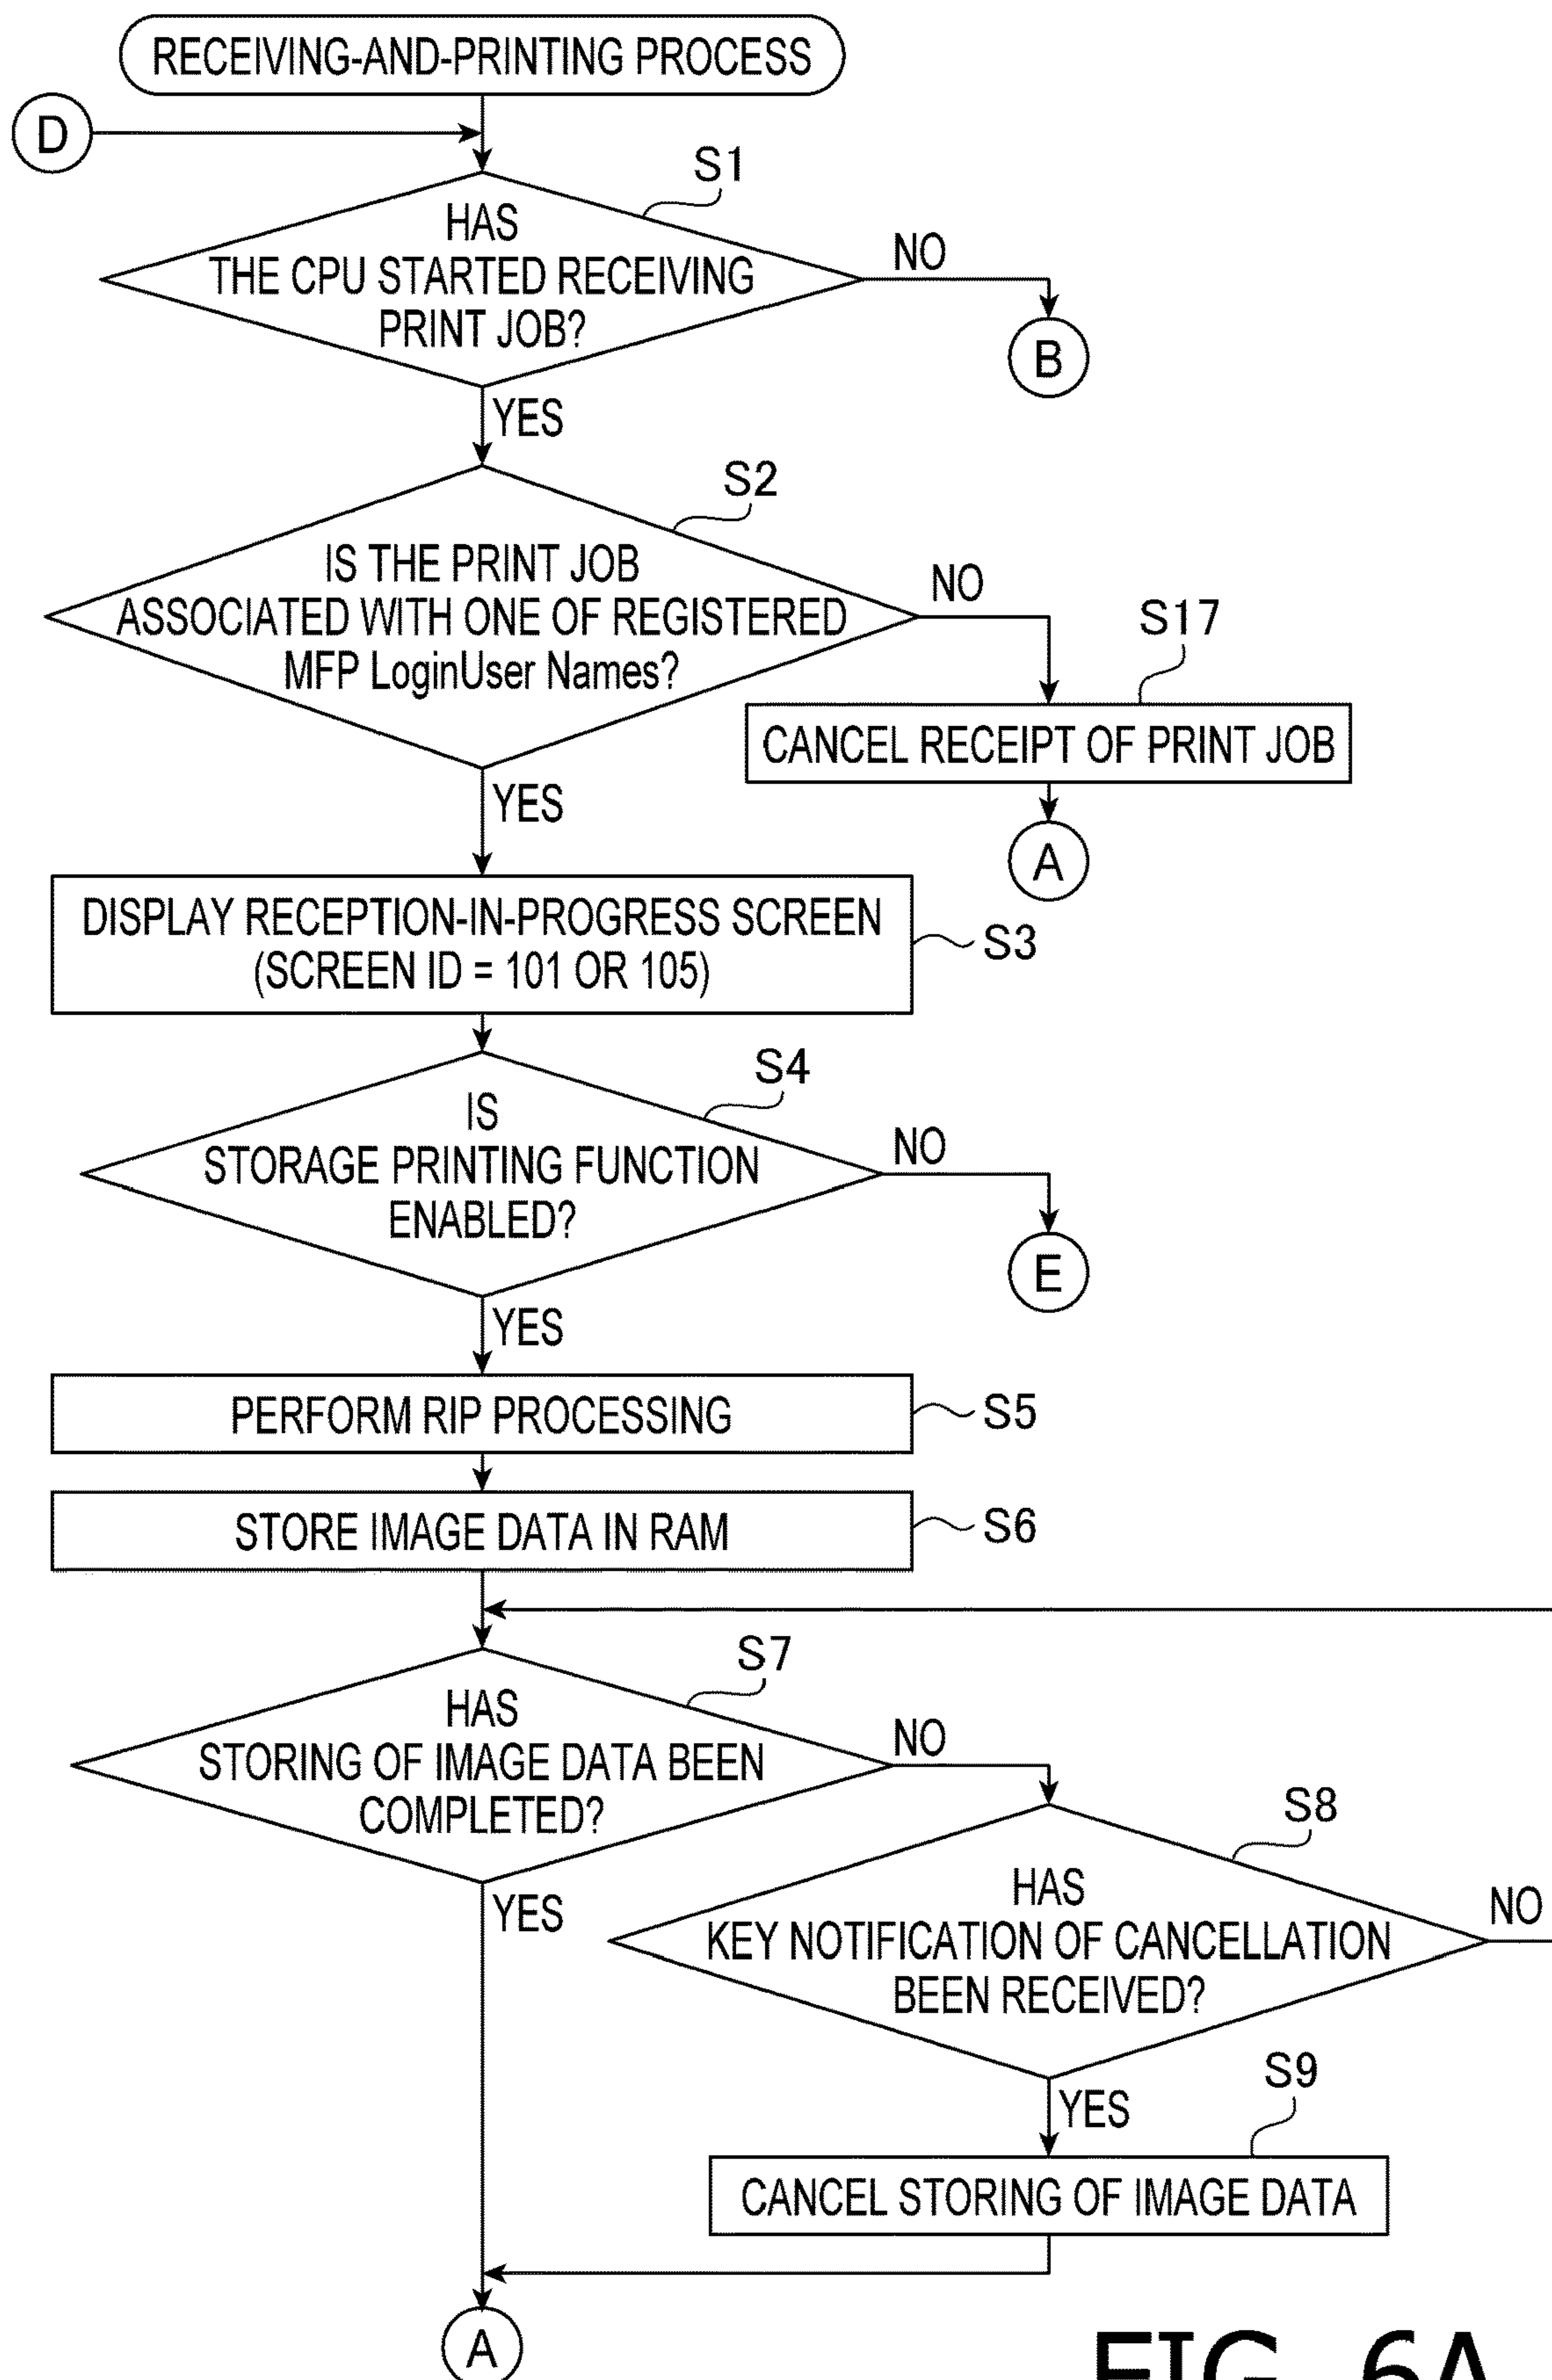 RECEIVING-AND-PRINTING PROCESS
D
S1
HAS
THE CPU STARTED RECEIVING
PRINT JOB?
NO
B
YES
S2
IS THE PRINT JOB
ASSOCIATED WITH ONE OF REGISTERED
MFP LoginUser Names?
NO
S17
CANCEL RECEIPT OF PRINT JOB
A
YES
DISPLAY RECEPTION-IN-PROGRESS SCREEN
(SCREEN ID = 101 OR 105)
S3
S4
IS
STORAGE PRINTING FUNCTION
ENABLED?
NO
E
YES
PERFORM RIP PROCESSING
S5
STORE IMAGE DATA IN RAM
S6
S7
HAS
STORING OF IMAGE DATA BEEN
COMPLETED?
NO
S8
HAS
KEY NOTIFICATION OF CANCELLATION
BEEN RECEIVED?
NO
YES
YES
S9
CANCEL STORING OF IMAGE DATA
A
FIG. 6A